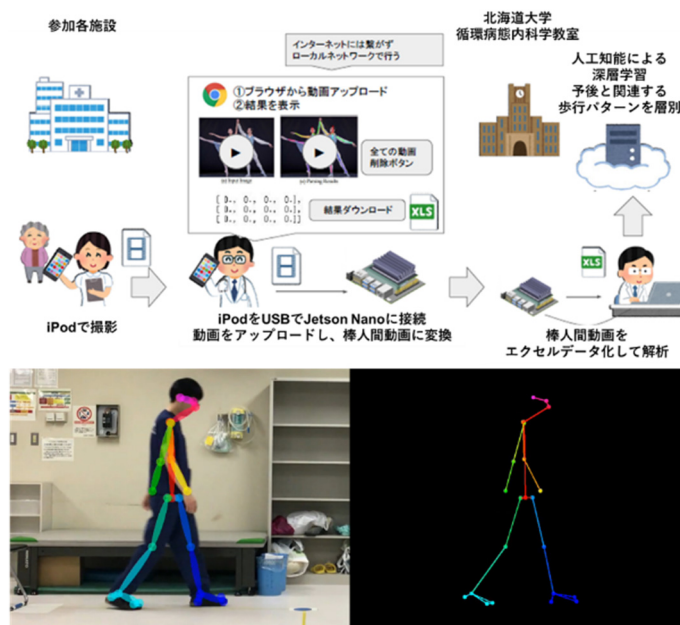 参加各施設
北海道大学
循環病態内科学教室
インターネットには繋がず
ローカルネットワークで行う
①ブラウザから動画アップロード
②結果を表示
全ての動画
削除ボタン
結果ダウンロード
XLS
人工知能による
深層学習
予後と関連する
歩行パターンを層別
XLS
iPodで撮影
iPodをUSBでJetson Nanoに接続
動画をアップロードし、棒人間動画に変換
棒人間動画を
エクセルデータ化して解析